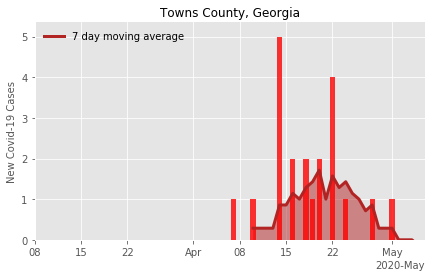 Towns County, Georgia
7 day moving average
New Covid-19 Cases
5
4
3
2
1
0
08 15 22 Apr 08 15 22 May
2020-May